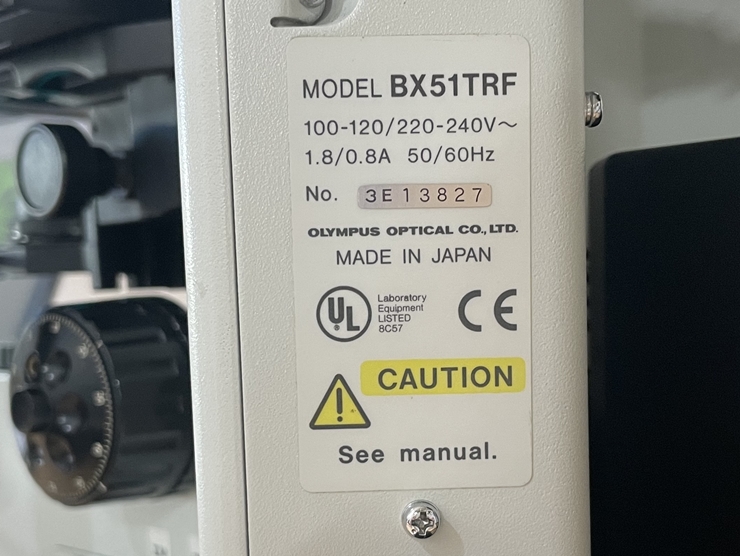 MODEL BX51TRF
100-120/220-240V～
1.8/0.8A 50/60Hz
No. 3E13827
OLYMPUS OPTICAL CO., LTD.
MADE IN JAPAN
UL
Laboratory
Equipment
LISTED
8C57
CE
CAUTION
!
See manual.